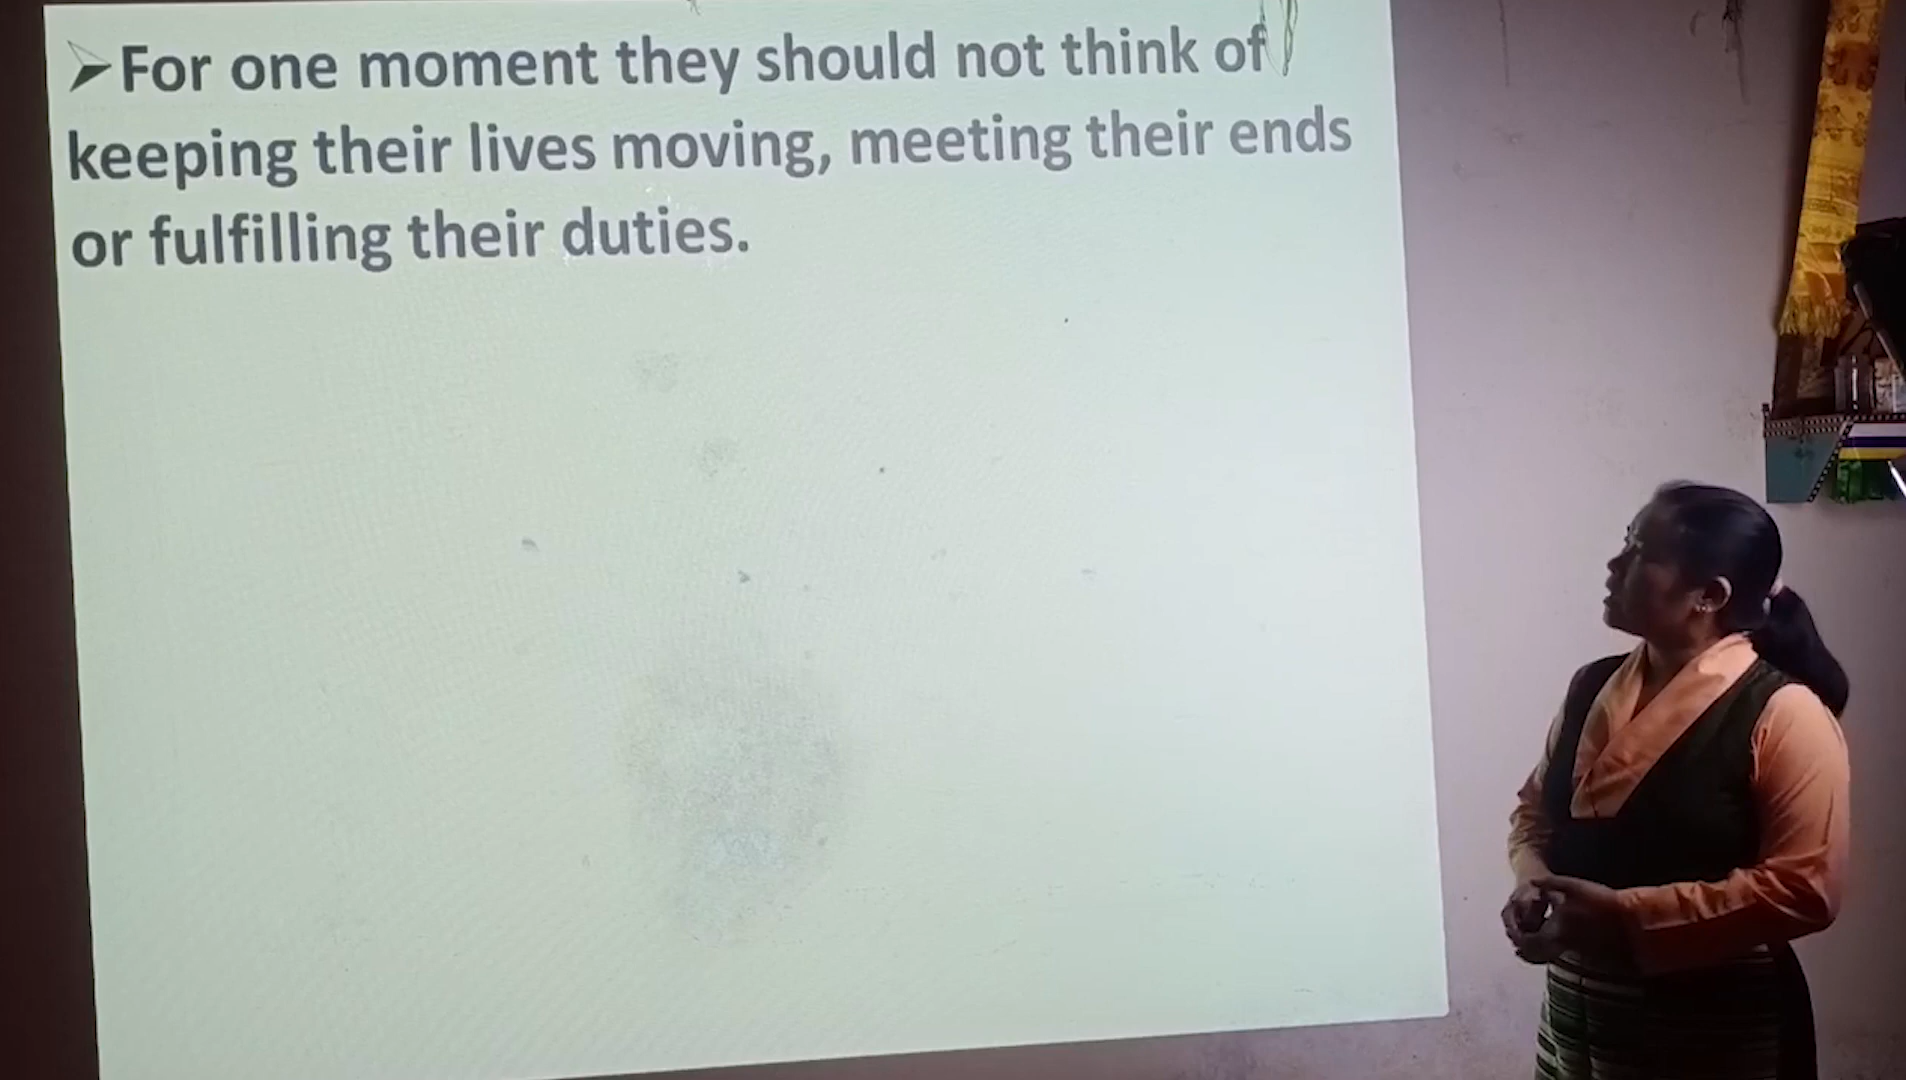 ➢For one moment they should not think of
keeping their lives moving, meeting their ends
or fulfilling their duties.